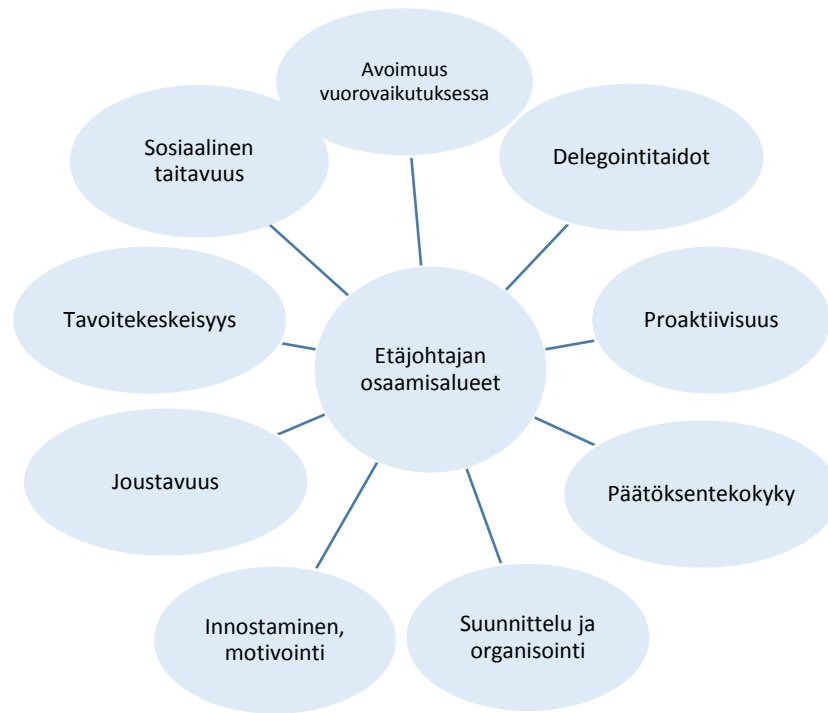 Avoimuus
vuorovaikutuksessa
Sosiaalinen
taitavuus
Delegointitaidot
Tavoitekeskeisyys
Proaktiivisuus
Etäjohtajan
osaamisalueet
Joustavuus
Päätöksentekokyky
Innostaminen,
motivointi
Suunnittelu ja
organisointi